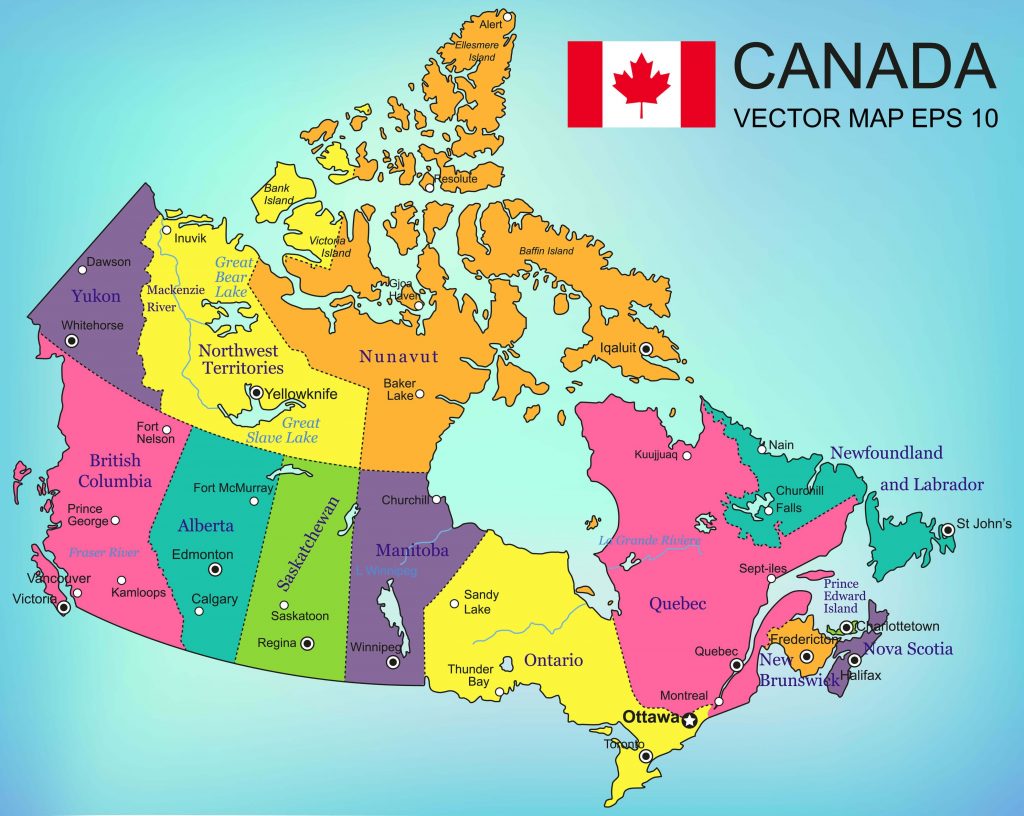 CANADA
VECTOR MAP EPS 10
Alert
Ellesmere
Island
Resolute
Bank
Island
Victoria
Island
Baffin Island
Inuvik
Dawson
Yukon
Whitehorse
Mackenzie
River
Great
Bear
Lake
Gjoa
Haven
Northwest
Territories
Nunavut
Iqaluit
Yellowknife
Baker
Lake
Great
Slave Lake
Fort
Nelson
British
Columbia
Prince
George
Fraser River
Vancouver
Victoria
Kamloops
Fort McMurray
Alberta
Edmonton
Calgary
Saskatchewan
Saskatoon
Regina
Churchill
Manitoba
L Winnipeg
Winnipeg
Sandy
Lake
Ontario
Thunder
Bay
Ottawa
Toronto
Kuujjuaq
La Grande Riviere
Quebec
Sept-iles
Quebec
Montreal
Nain
Newfoundland
and Labrador
Churchill
Falls
St John's
Prince
Edward
Island
Charlottetown
Fredericton
New
Brunswick
Nova Scotia
Halifax